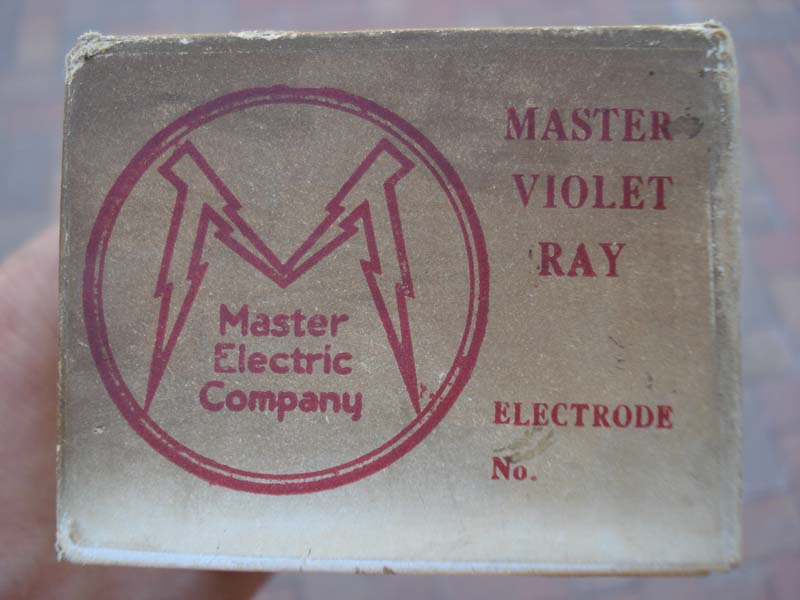 Master
Electric
Company
MASTER
VIOLET
RAY
ELECTRODE
No.